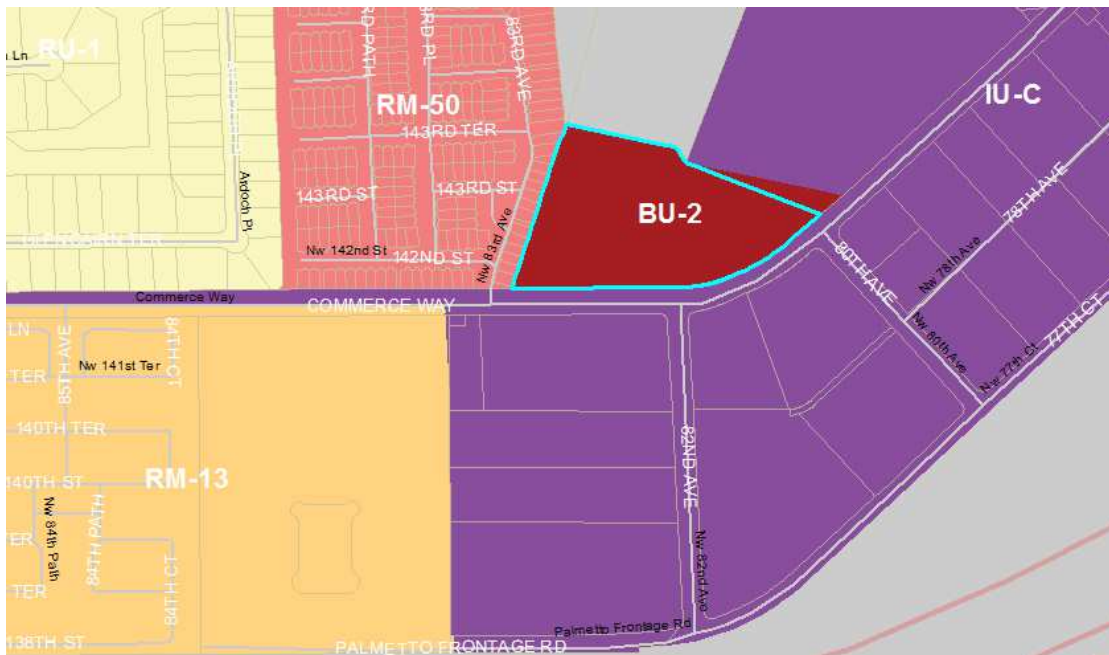 RU-1
n Ln
RD PATH
3RD PL
83RD AVE
RM-50
IU-C
143RD TER
143RD ST
143RD ST
Ardoch Pl
78TH AVE
BU-2
Nw 83rd Ave
Nw 142nd St
142ND ST
80TH AVE
Nw 78th Ave
Commerce Way
COMMERCE WAY
77TH CT
LN
85TH AVE
84TH CT
Nw 80th Ave
Nw 77th Ct
TER
Nw 141st Ter
140TH TER
82ND AVE
RM-13
140TH ST
Nw 84th Path
84TH PATH
TER
84TH CT
Nw 82nd Ave
TER
Palmetto Frontage Rd
138TH ST
PALMETTO FRONTAGE RD